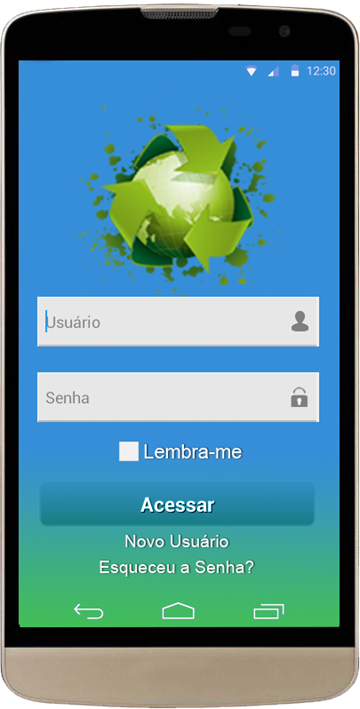 12:30
Usuário
Senha
Lembra-me
Acessar
Novo Usuário
Esqueceu a Senha?